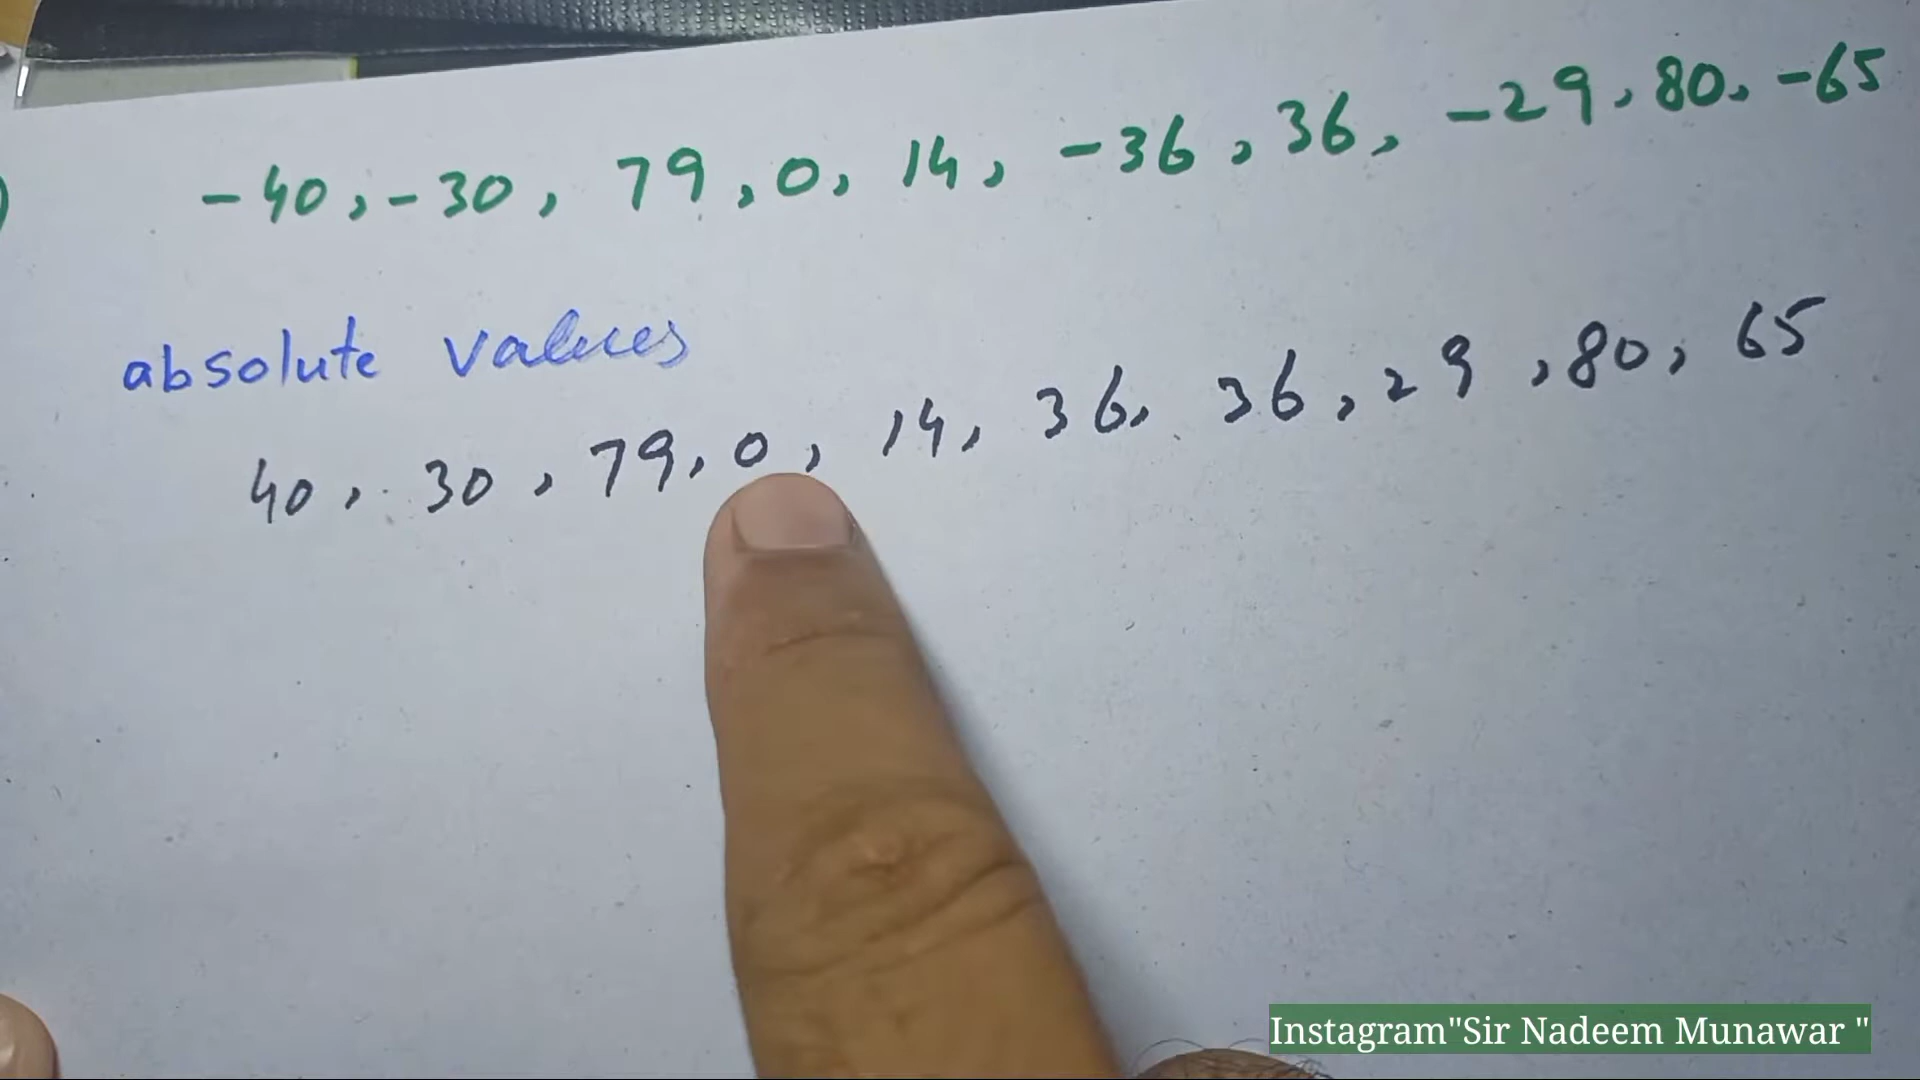 -40, -30, 79, 0, 14, -36, 36, -29, 80, -65
absolute values
40, 30, 79, 0, 14, 36, 36, 29, 80, 65
Instagram"Sir Nadeem Munawar "